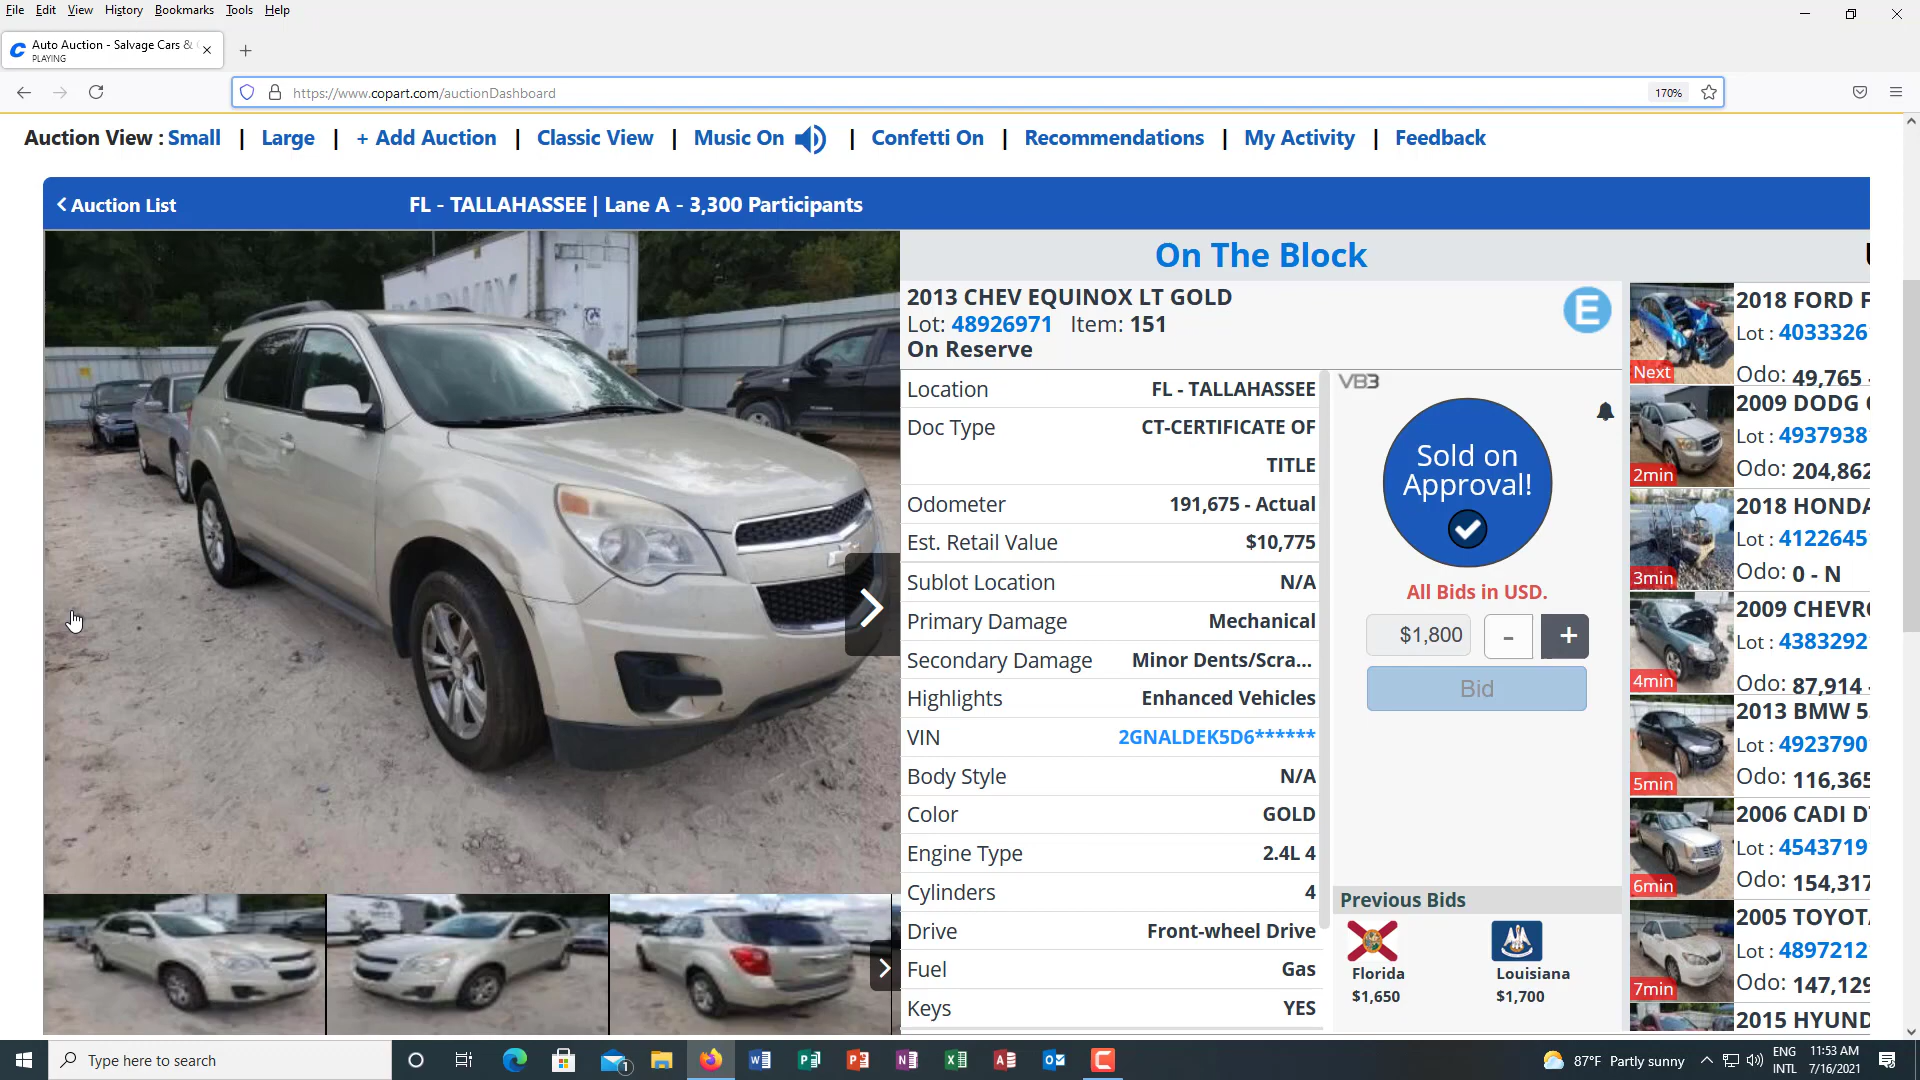 File Edit View History Bookmarks Tools Help
Auto Auction - Salvage Cars &
PLAYING
https://www.copart.com/auctionDashboard
170%
Auction View : Small | Large | + Add Auction | Classic View | Music On | Confetti On | Recommendations | My Activity | Feedback
Auction List
FL - TALLAHASSEE | Lane A - 3,300 Participants
ROADWAY
On The Block
2013 CHEV EQUINOX LT GOLD
Lot: 48926971 Item: 151
On Reserve
E
Location FL - TALLAHASSEE
Doc Type CT-CERTIFICATE OF
TITLE
Odometer 191,675 - Actual
Est. Retail Value $10,775
Sublot Location N/A
Primary Damage Mechanical
Secondary Damage Minor Dents/Scra...
Highlights Enhanced Vehicles
VIN 2GNALDEK5D6******
Body Style N/A
Color GOLD
Engine Type 2.4L 4
Cylinders 4
Drive Front-wheel Drive
Fuel Gas
Keys YES
VB3
Sold on
Approval!
All Bids in USD.
$1,800 - +
Bid
Previous Bids
Florida
$1,650
Louisiana
$1,700
2018 FORD F
Lot : 4033326
Odo: 49,765 -
Next
2009 DODG
Lot : 4937938
Odo: 204,862
2min
2018 HONDA
Lot : 4122645
Odo: 0 - N
3min
2009 CHEVR
Lot : 4383292
Odo: 87,914 -
4min
2013 BMW 5
Lot : 4923790
Odo: 116,365
5min
2006 CADI D
Lot : 4543719
Odo: 154,317
6min
2005 TOYOT
Lot : 4897212
Odo: 147,129
7min
2015 HYUND
Type here to search
1
87°F Partly sunny
ENG
INTL
11:53 AM
7/16/2021